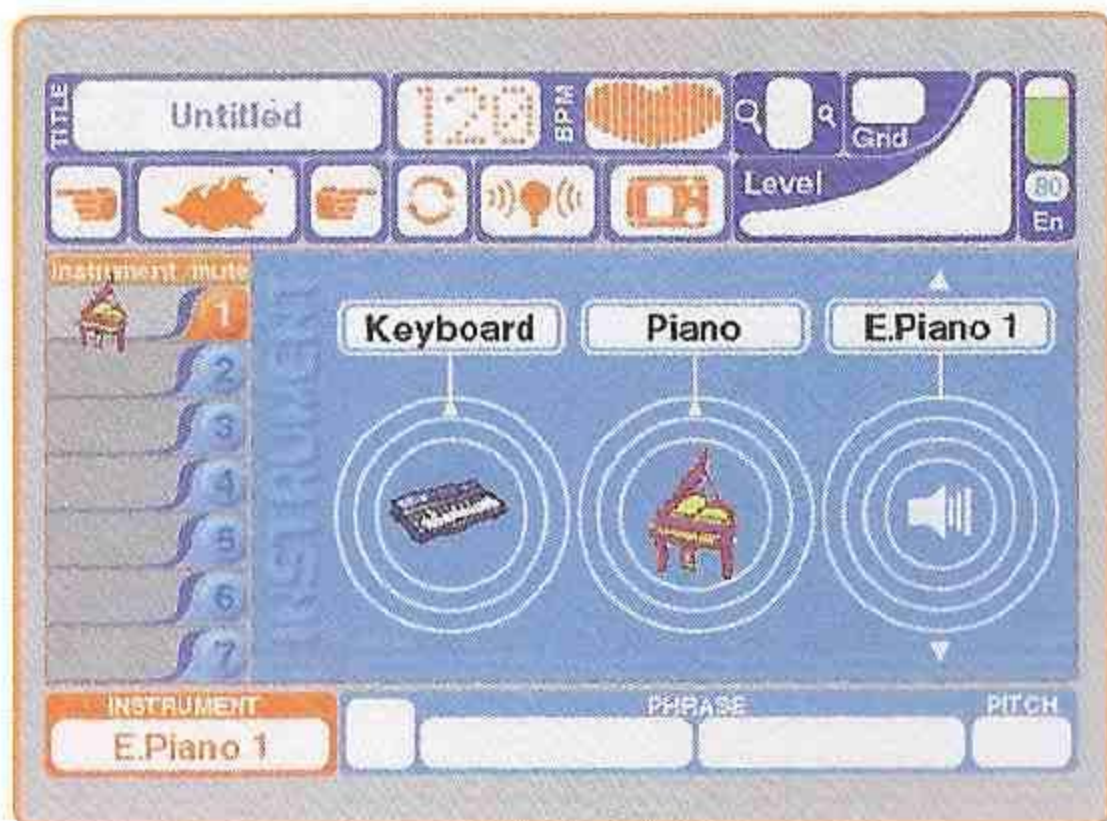 TITLE
Untitled
120
BPM
Grid
Level
80
En
Instrument mute
1
2
3
4
5
6
7
INSTRUMENT
Keyboard
Piano
E.Piano 1
INSTRUMENT
E.Piano 1
PHRASE
PITCH